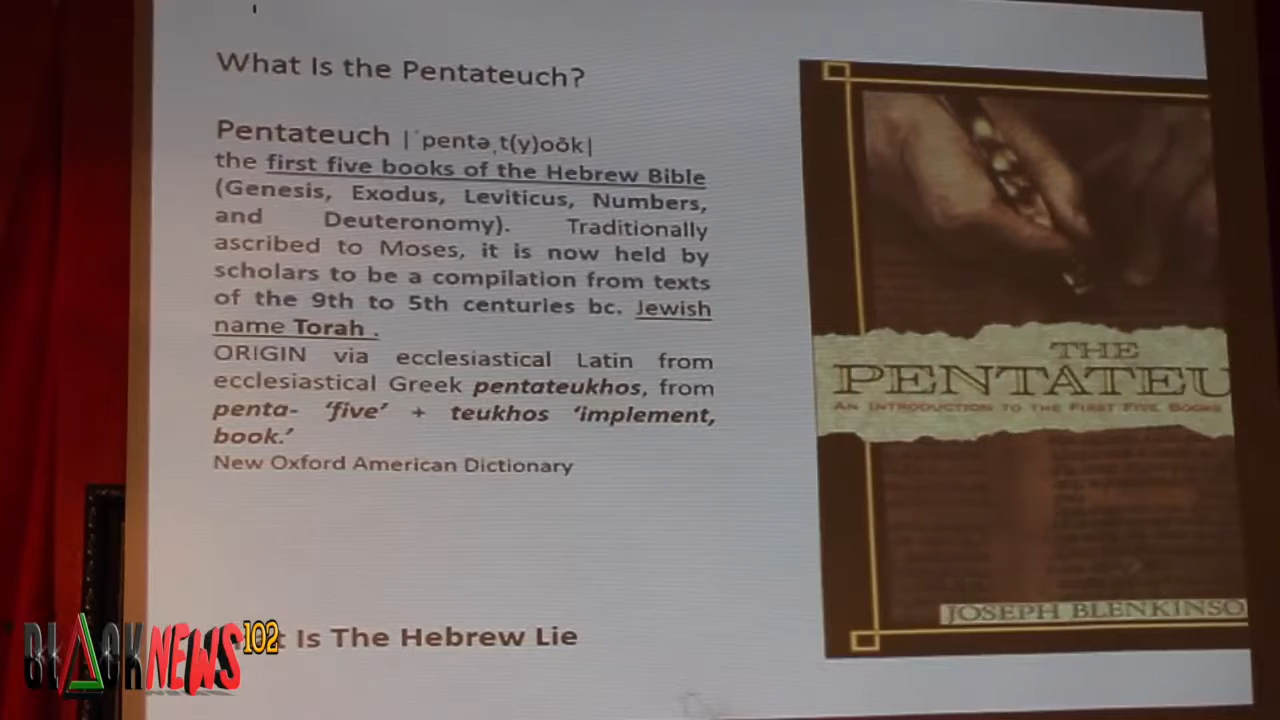 What Is the Pentateuch?
Pentateuch |ˈpentəˌt(y)o͞ok|
the first five books of the Hebrew Bible
(Genesis, Exodus, Leviticus, Numbers,
and Deuteronomy). Traditionally
ascribed to Moses, it is now held by
scholars to be a compilation from texts
of the 9th to 5th centuries bc. Jewish
name Torah .
ORIGIN via ecclesiastical Latin from
ecclesiastical Greek pentateukhos, from
penta- ‘five’ + teukhos ‘implement,
book.’
New Oxford American Dictionary
t Is The Hebrew Lie
BLACKNEWS102
THE
PENTATEU
AN INTRODUCTION TO THE FIRST FIVE BOOKS
JOSEPH BLENKINSO